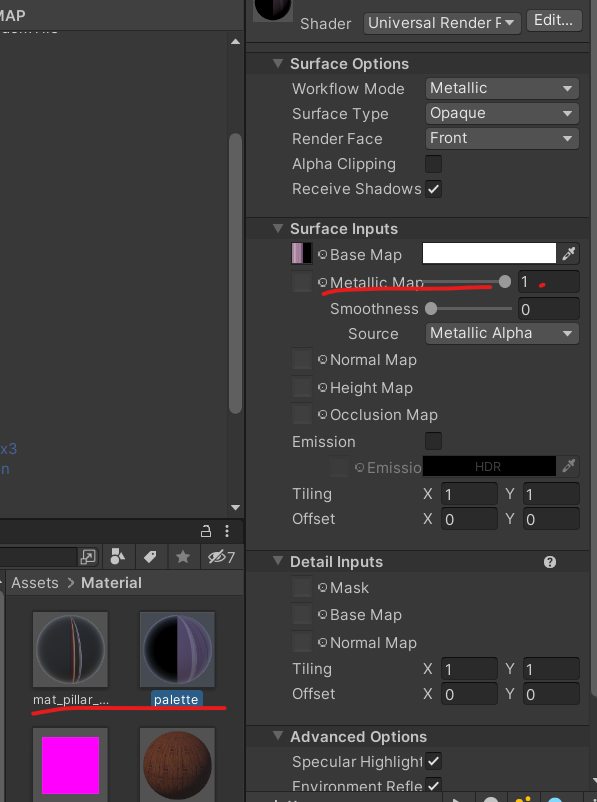 MAP
Shader Universal Render P Edit...
Surface Options
Workflow Mode Metallic
Surface Type Opaque
Render Face Front
Alpha Clipping
Receive Shadows
Surface Inputs
Base Map
Metallic Map 1
Smoothness 0
Source Metallic Alpha
Normal Map
Height Map
Occlusion Map
Emission
Emissio HDR
Tiling X 1 Y 1
Offset X 0 Y 0
x3
n
7
Assets > Material
mat_pillar_... palette
Detail Inputs
Mask
Base Map
Normal Map
Tiling X 1 Y 1
Offset X 0 Y 0
Advanced Options
Specular Highlight
Environment Refle